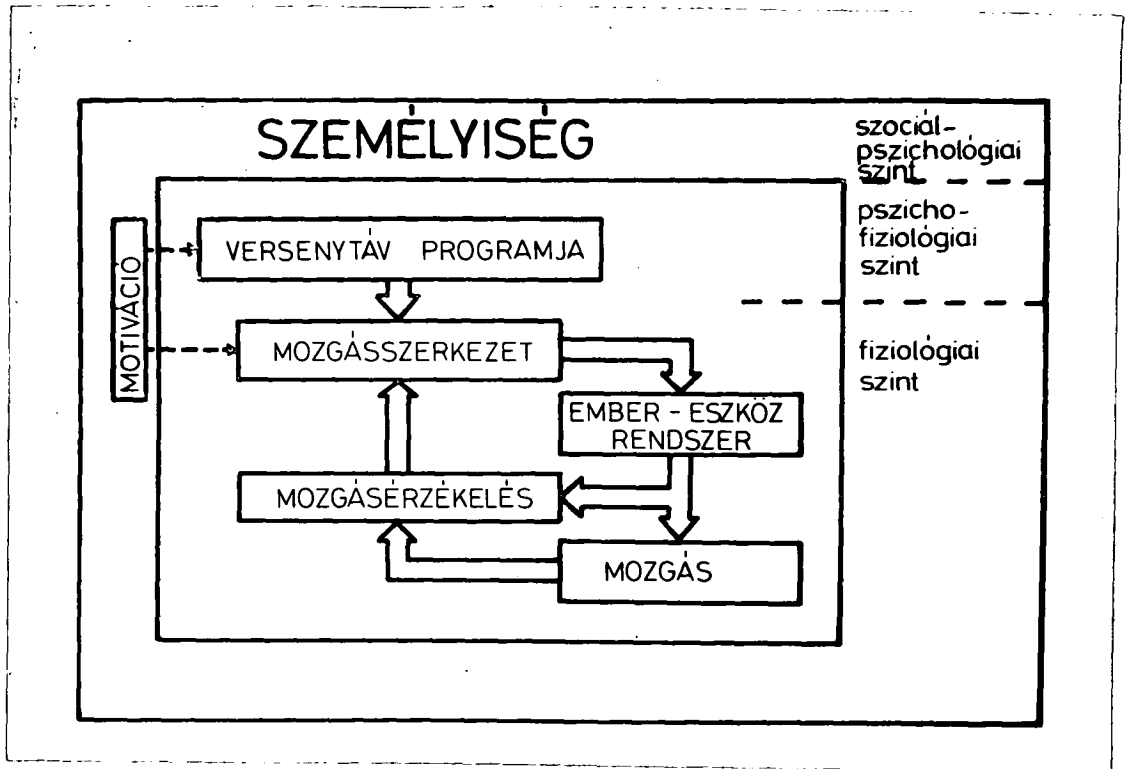 SZEMÉLYISÉG
szociál-
pszichológiai
szint
pszicho-
fiziológiai
szint
MOTIVÁCIÓ
VERSENYTÁV PROGRAMJA
MOZGÁSSZERKEZET
fiziológiai
szint
EMBER - ESZKÖZ
RENDSZER
MOZGÁSÉRZÉKELÉS
MOZGÁS